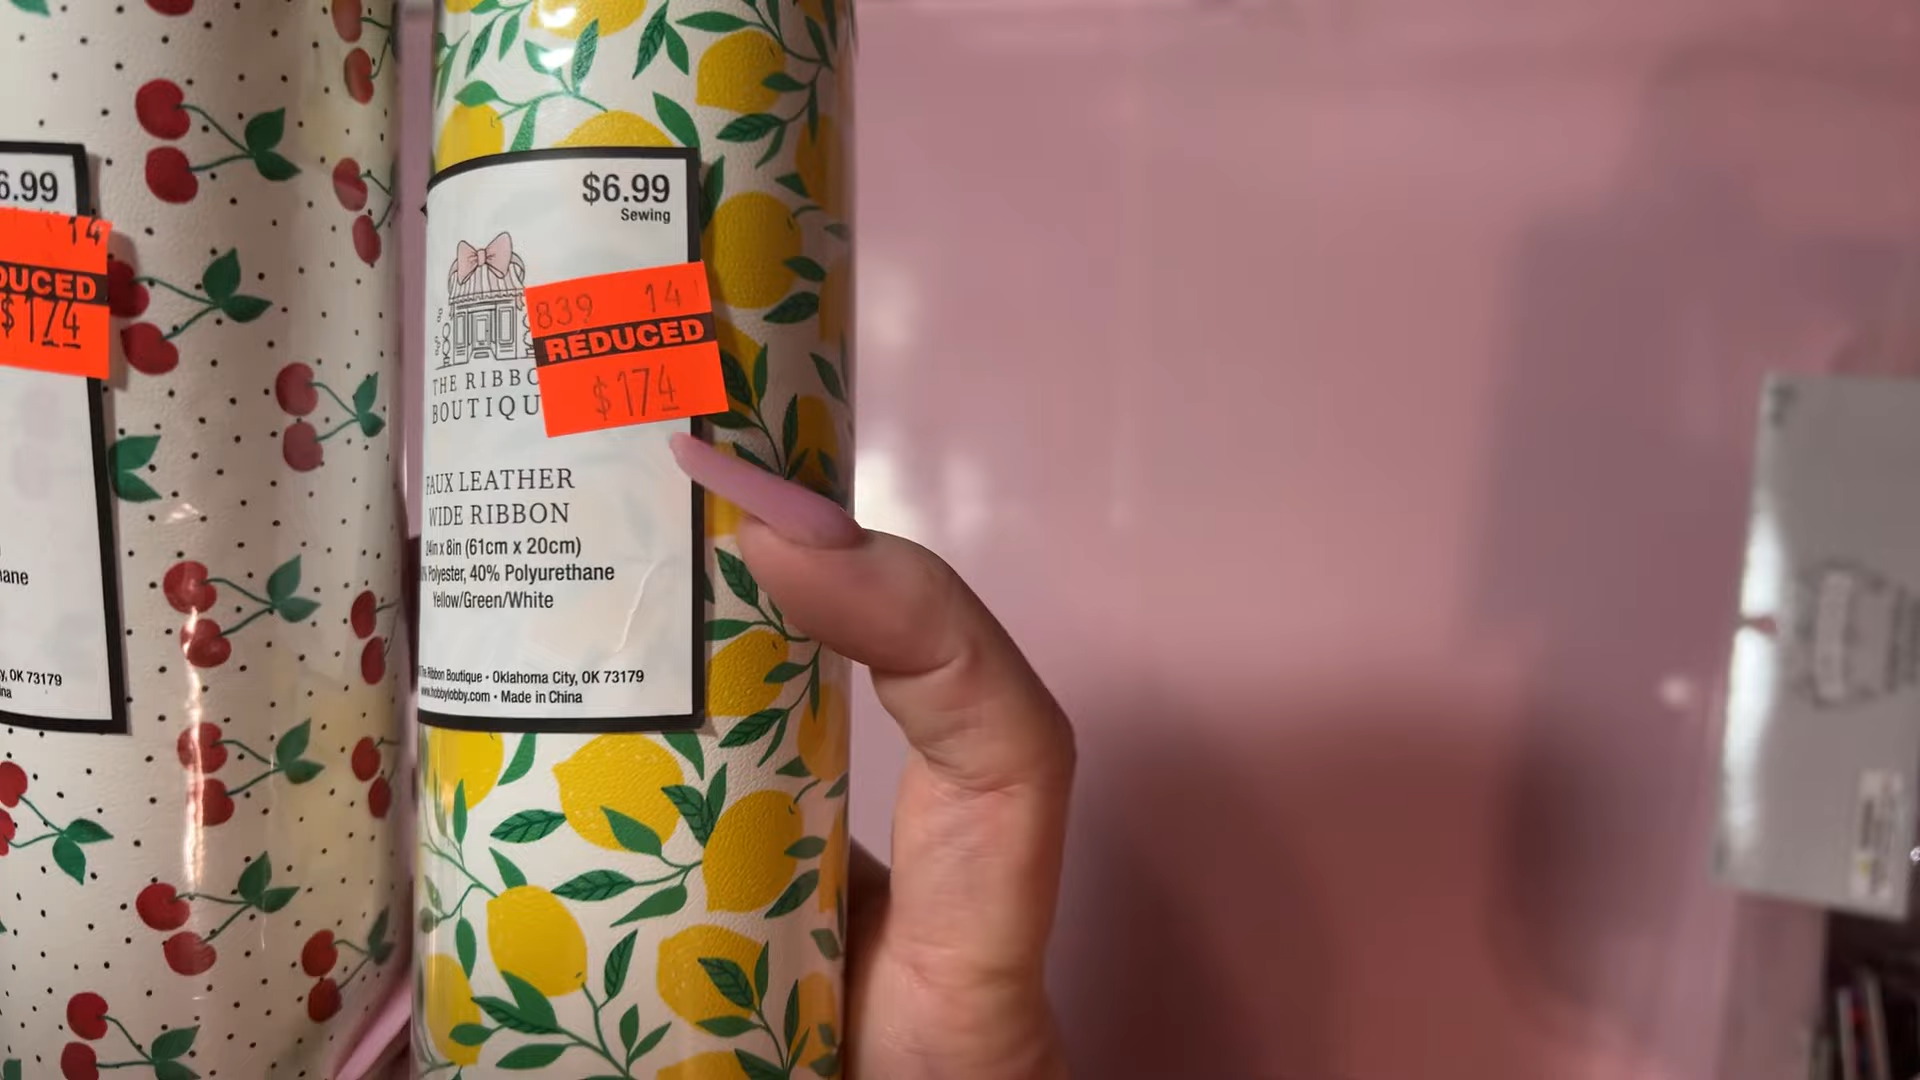 6.99
14
DUCED
$174
ane
y, OK 73179
ina
$6.99
Sewing
839 14
REDUCED
$174
THE RIBBO
BOUTIQU
FAUX LEATHER
WIDE RIBBON
24in x 8in (61cm x 20cm)
Polyester, 40% Polyurethane
Yellow/Green/White
The Ribbon Boutique • Oklahoma City, OK 73179
www.hobbylobby.com • Made in China